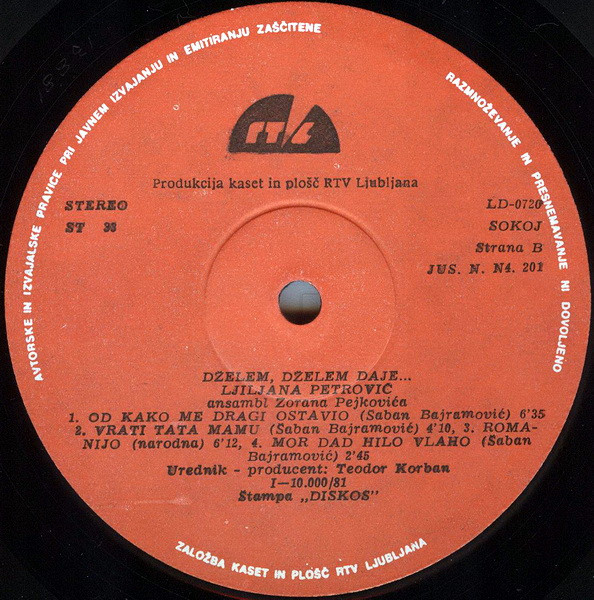 AVTORSKE IN IZVAJALSKE PRAVICE PRI JAVNEM IZVAJANJU IN EMITIRANJU ZAŠČITENE
RAZMNOŽEVANJE IN PRESNEMAVANJE NI DOVOLJENO
Produkcija kaset in plošč RTV Ljubljana
STEREO
ST 33
LD-0720
SOKOJ
Strana B
JUS. N. N4. 201
DŽELEM, DŽELEM DAJE...
LJILJANA PETROVIĆ
ansambl Zorana Pejkovića
1. OD KAKO ME DRAGI OSTAVIO (Šaban Bajramović) 6'35
2. VRATI TATA MAMU (Šaban Bajramović) 4'10, 3. ROMA-
NIJO (narodna) 6'12, 4. MOR DAD HILO VLAHO (Šaban
Bajramović) 2'45
Urednik - producent: Teodor Korban
I—10.000/81
Štampa „DISKOS"
ZALOŽBA KASET IN PLOŠČ RTV LJUBLJANA